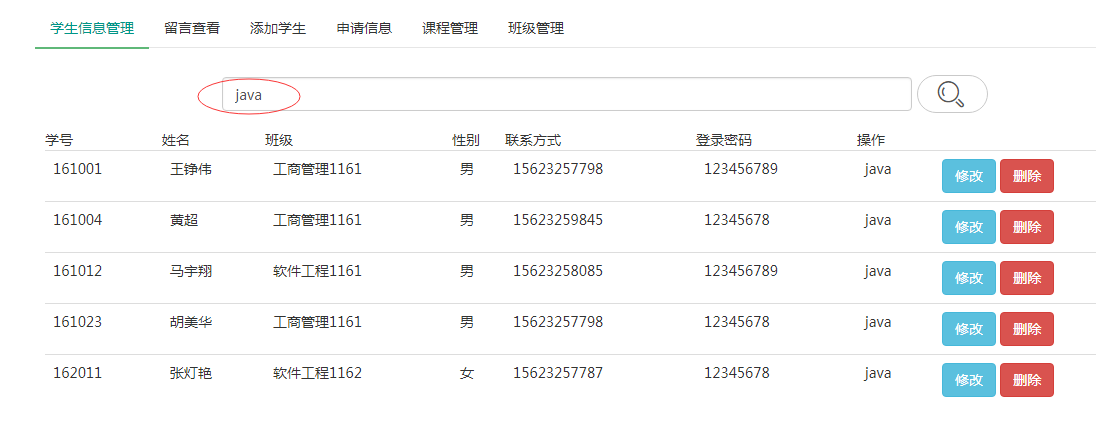 学生信息管理 留言查看 添加学生 申请信息 课程管理 班级管理
java
学号 姓名 班级 性别 联系方式 登录密码 操作
161001 王铮伟 工商管理1161 男 15623257798 123456789 java 修改 删除
161004 黄超 工商管理1161 男 15623259845 12345678 java 修改 删除
161012 马宇翔 软件工程1161 男 15623258085 123456789 java 修改 删除
161023 胡美华 工商管理1161 男 15623257798 12345678 java 修改 删除
162011 张灯艳 软件工程1162 女 15623257787 12345678 java 修改 删除